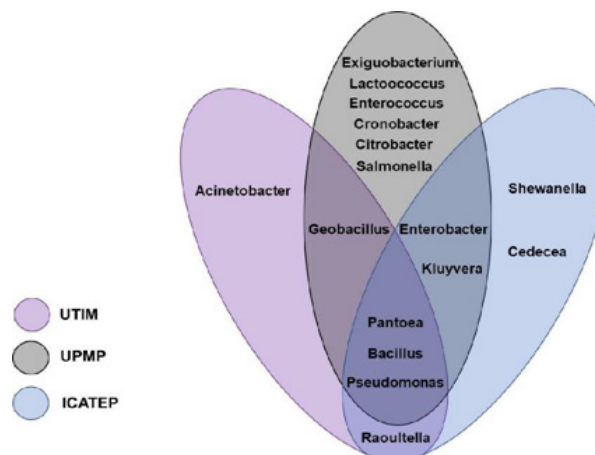 Exiguobacterium
Lactoococcus
Enterococcus
Cronobacter
Citrobacter
Salmonella
Acinetobacter
Shewanella
Geobacillus
Enterobacter
Cedecea
Kluyvera
Pantoea
Bacillus
Pseudomonas
Raoultella
UTIM
UPMP
ICATEP